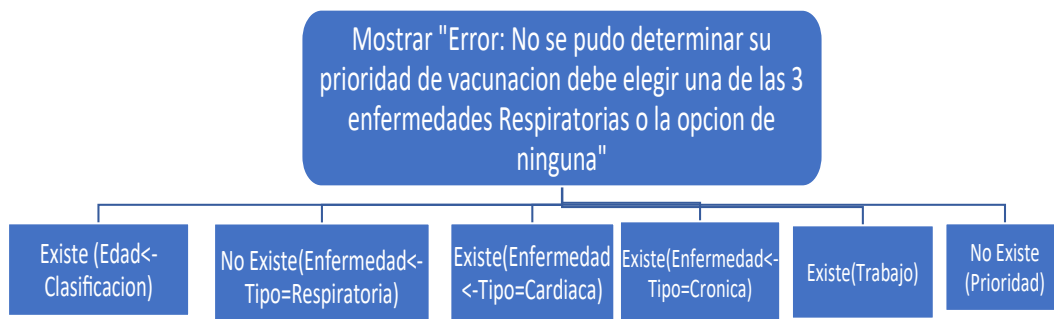 Mostrar "Error: No se pudo determinar su
prioridad de vacunacion debe elegir una de las 3
enfermedades Respiratorias o la opcion de
ninguna"
Existe (Edad<-
Clasificacion)
No Existe(Enfermedad<-
Tipo=Respiratoria)
Existe(Enfermedad
<-Tipo=Cardiaca)
Existe(Enfermedad<-
Tipo=Cronica)
Existe(Trabajo)
No Existe
(Prioridad)